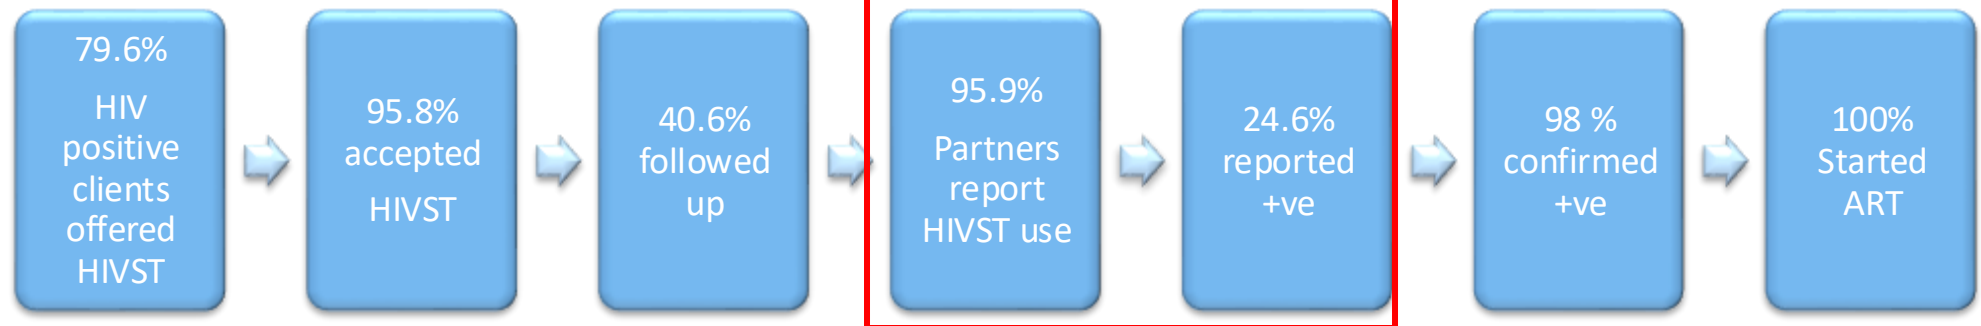 79.6%
HIV
positive
clients
offered
HIVST
95.8%
accepted
HIVST
40.6%
followed
up
95.9%
Partners
report
HIVST use
24.6%
reported
+ve
98 %
confirmed
+ve
100%
Started
ART